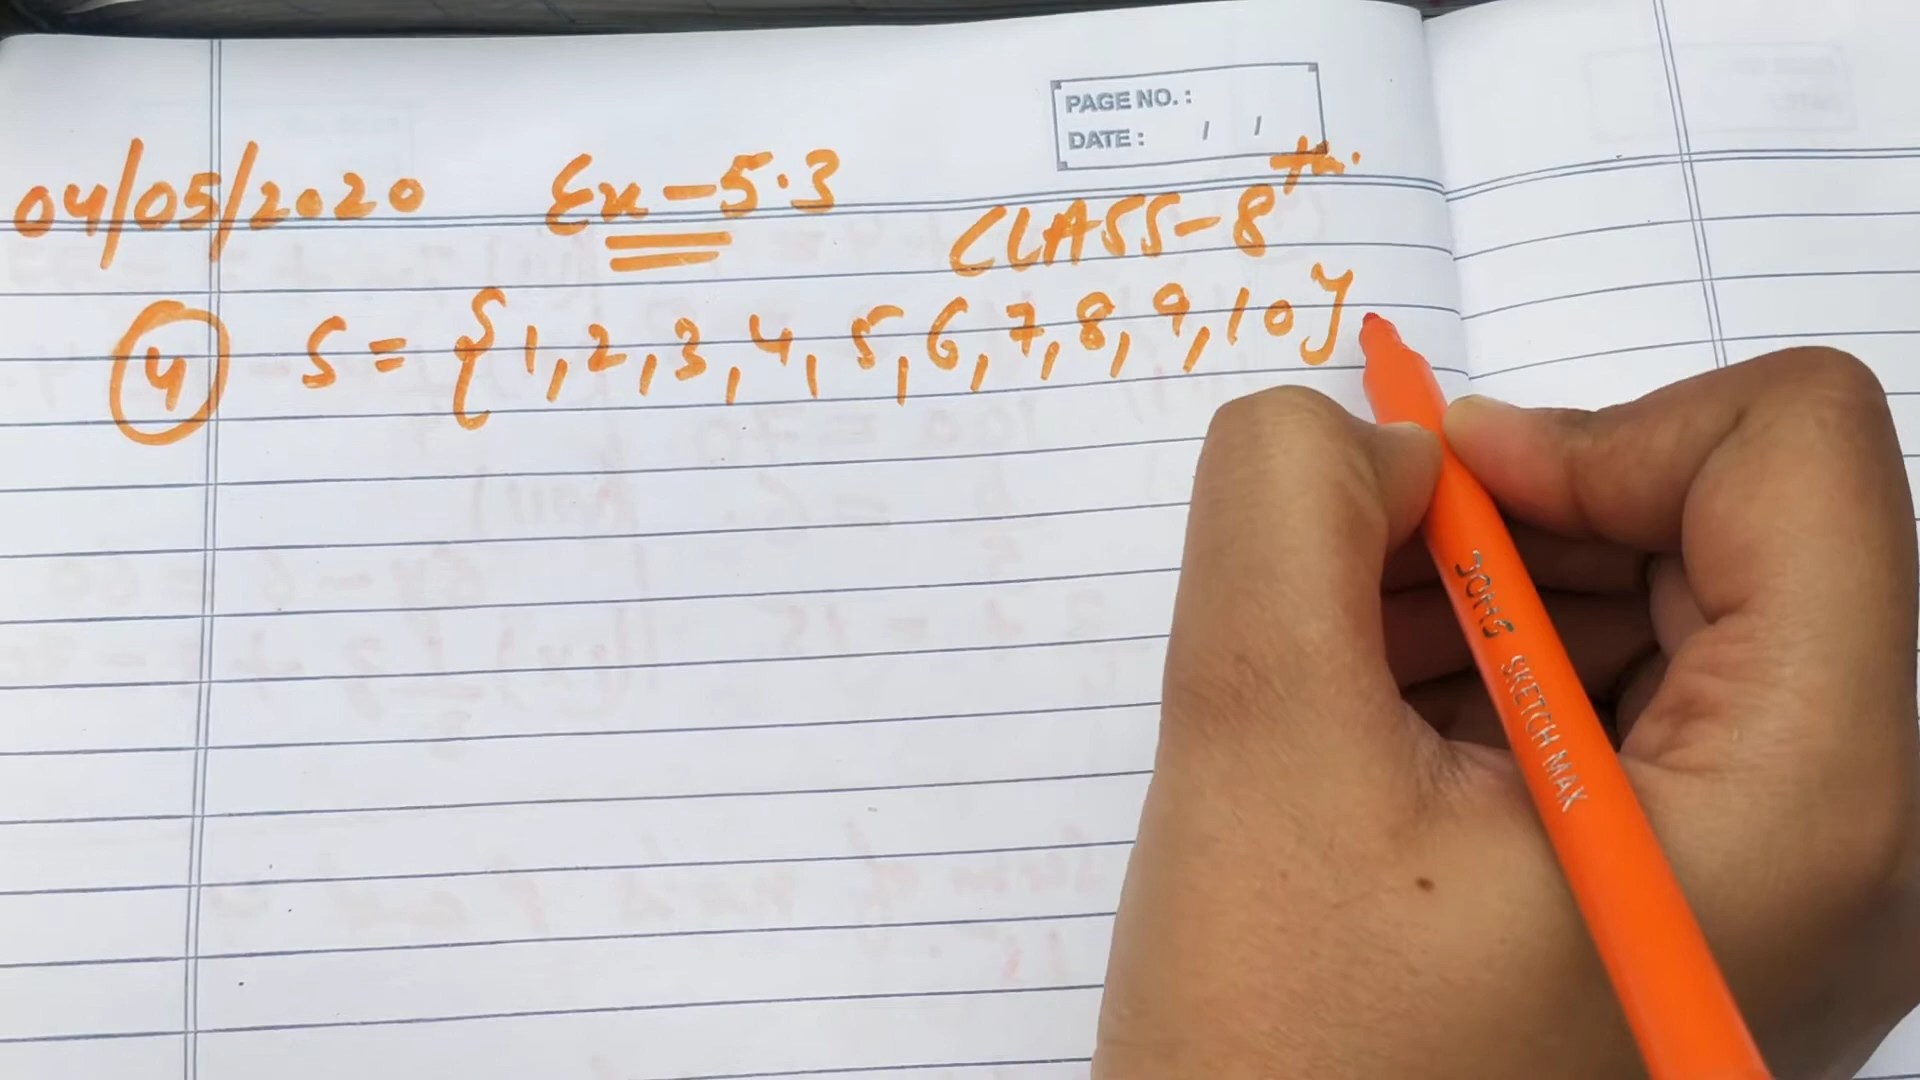 PAGE NO. :
DATE : / /
04/05/2020 Ex-5.3 CLASS-8th.
④ S = {1,2,3,4,5,6,7,8,9,10}
JOHS SKETCH MAX